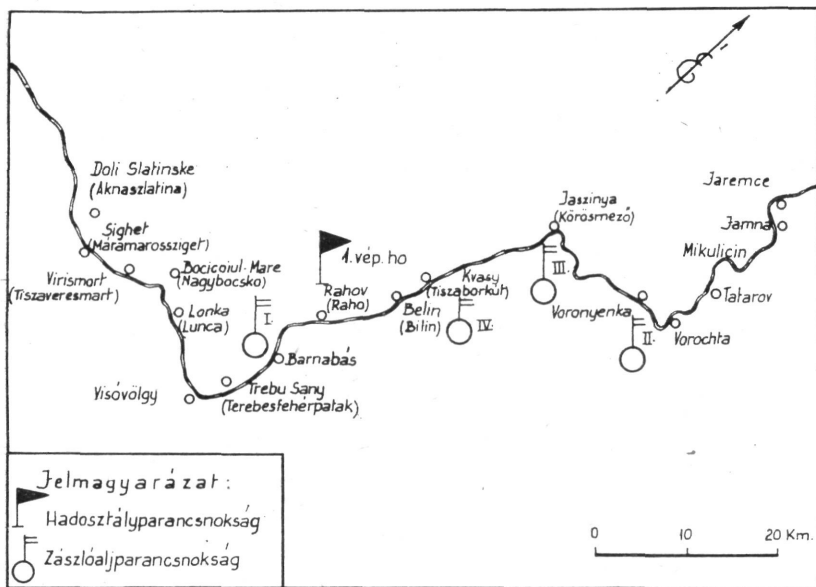 Doli Slatinske
(Aknaszlatina)
Sighet
(Máramarossziget)
Virismort
(Tiszaveresmart)
Bocicoiul-Mare
(Nagybocsko)
Lonka
(Lunca)
I.
Visóvölgy
Trebu Sany
(Terebesfehérpatak)
Barnabás
1.vép.ho
Rahov
(Raho)
Belin
(Bilin)
Kvasy
(Tiszaborkút)
IV.
Jaszinya
(Körösmező)
III.
Voronyenka
II.
Vorochta
Tatarov
Mikulicin
Jamna
Jaremce
Jelmagyarázat:
Hadosztályparancsnokság
Zászlóaljparancsnokság
0 10 20 Km.